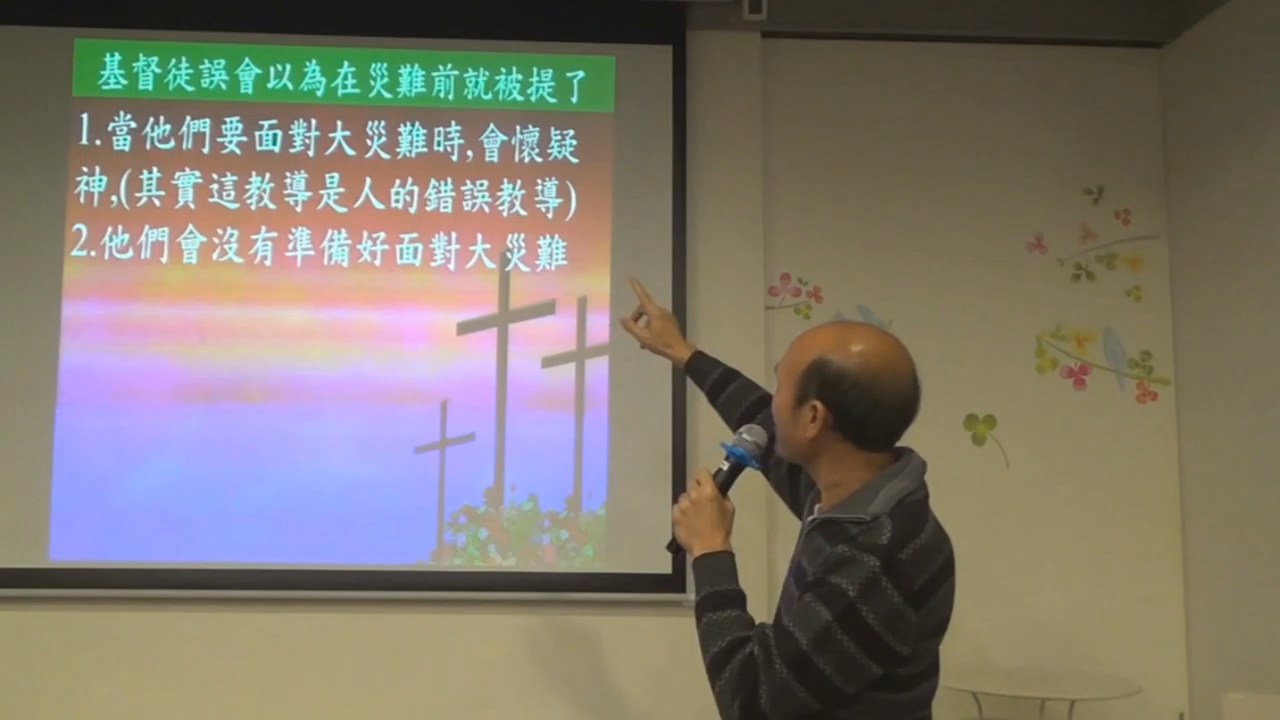 基督徒誤會以為在災難前就被提了
1.當他們要面對大災難時,會懷疑
神,(其實這教導是人的錯誤教導)
2.他們會沒有準備好面對大災難